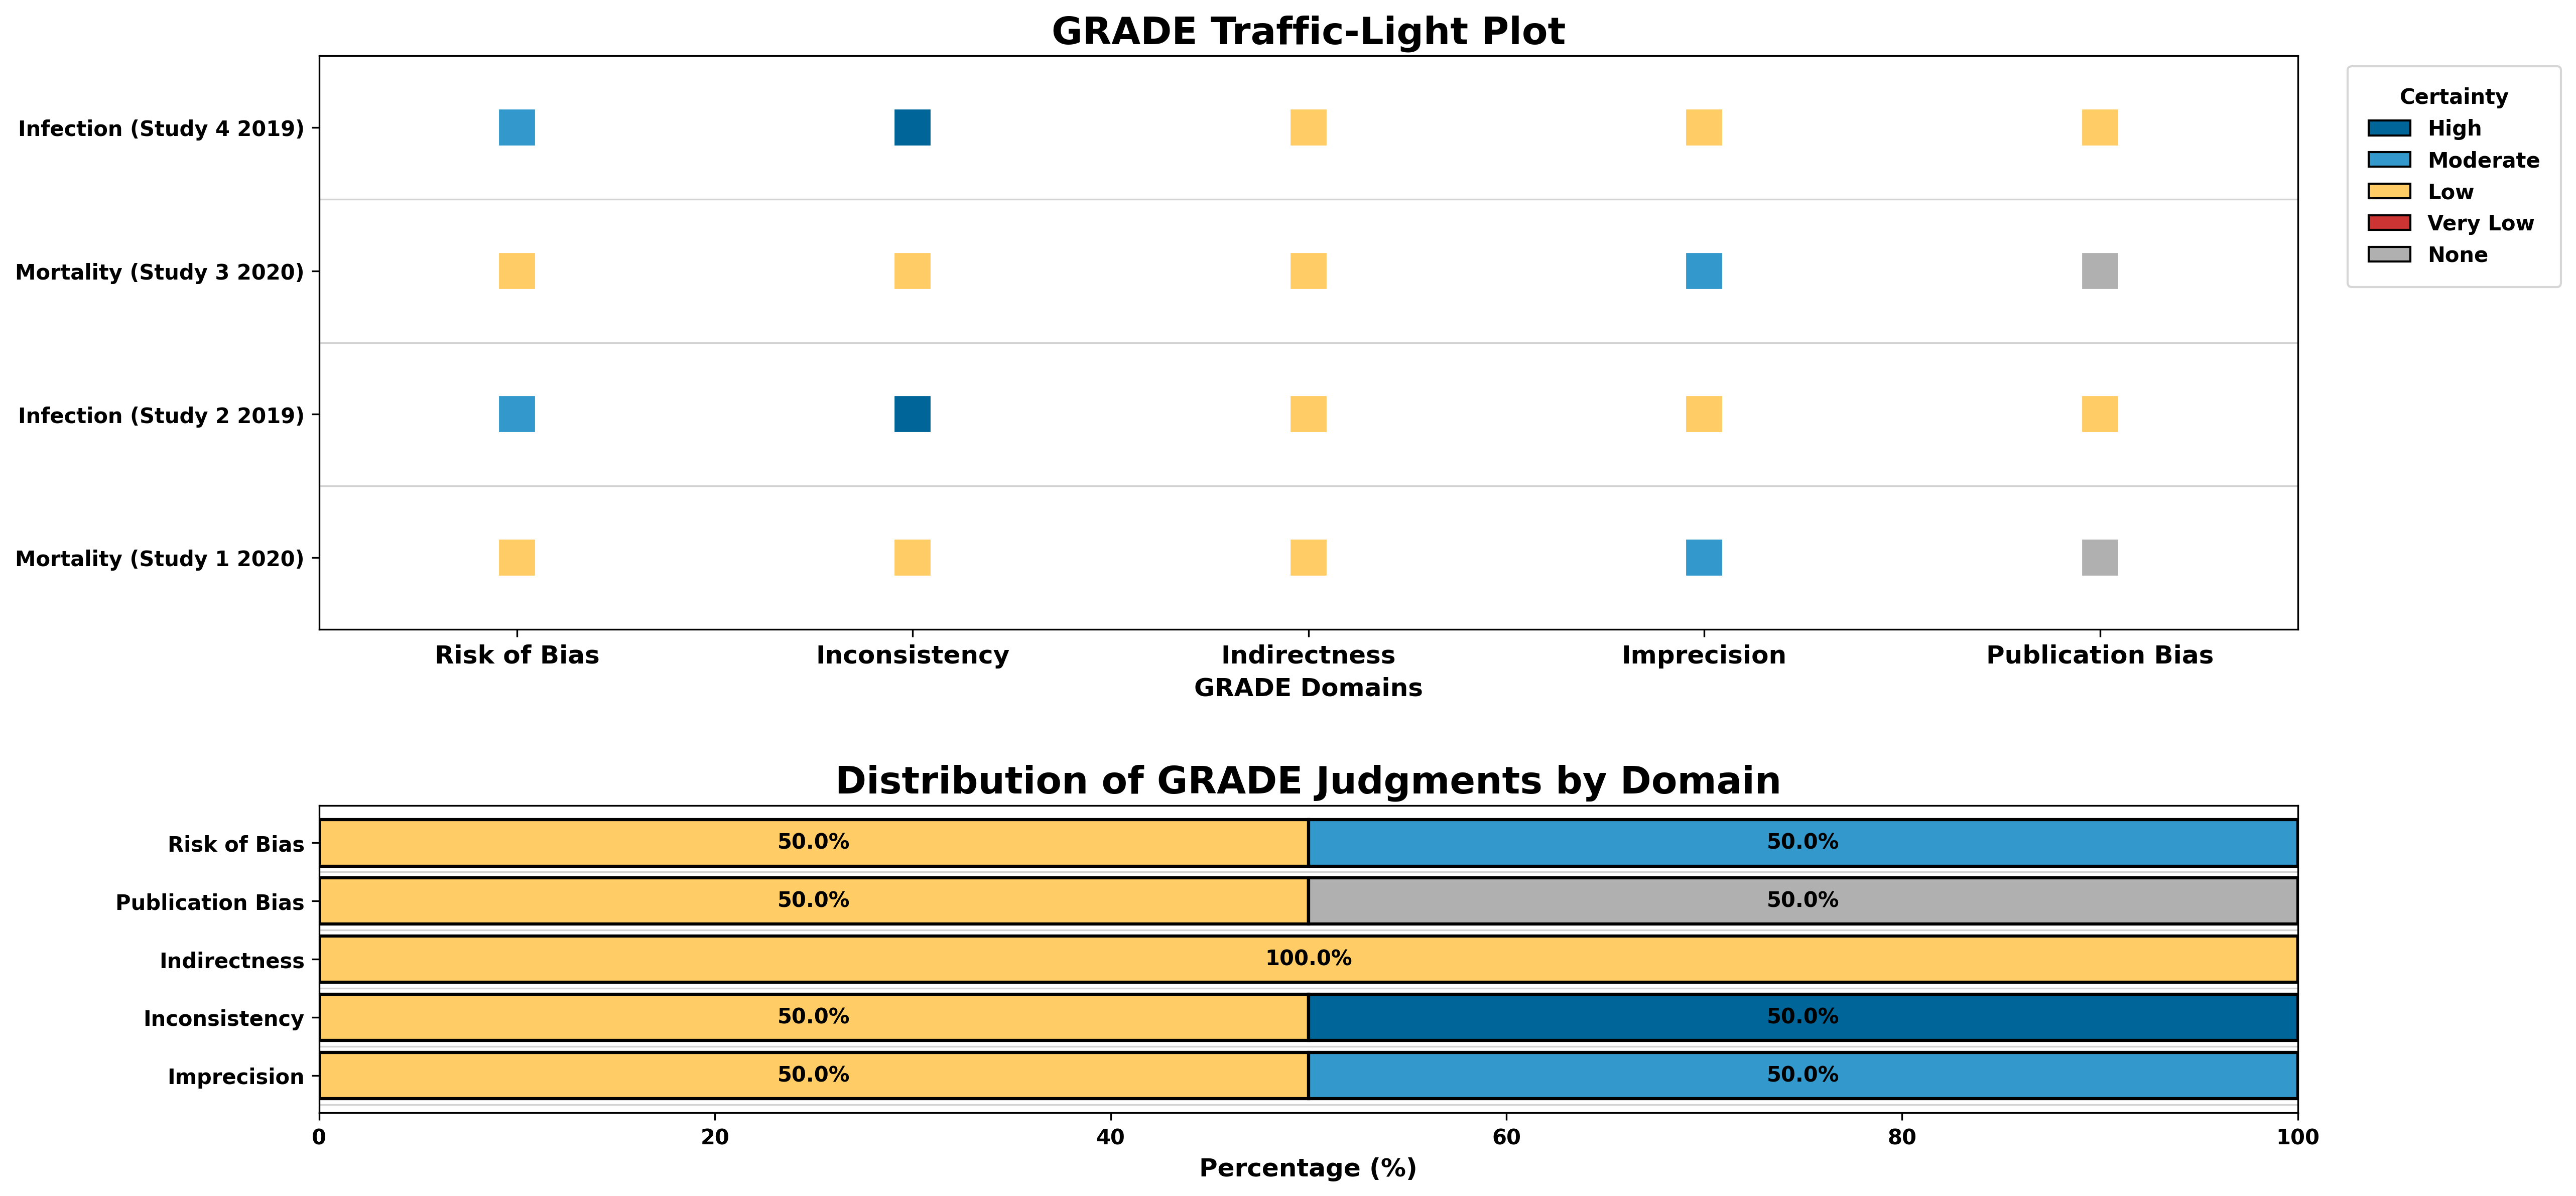 GRADE Traffic-Light Plot
Infection (Study 4 2019)
Mortality (Study 3 2020)
Infection (Study 2 2019)
Mortality (Study 1 2020)
Risk of Bias Inconsistency Indirectness Imprecision Publication Bias
GRADE Domains
Certainty
High
Moderate
Low
Very Low
None
Distribution of GRADE Judgments by Domain
Risk of Bias 50.0% 50.0%
Publication Bias 50.0% 50.0%
Indirectness 100.0%
Inconsistency 50.0% 50.0%
Imprecision 50.0% 50.0%
0 20 40 60 80 100
Percentage (%)